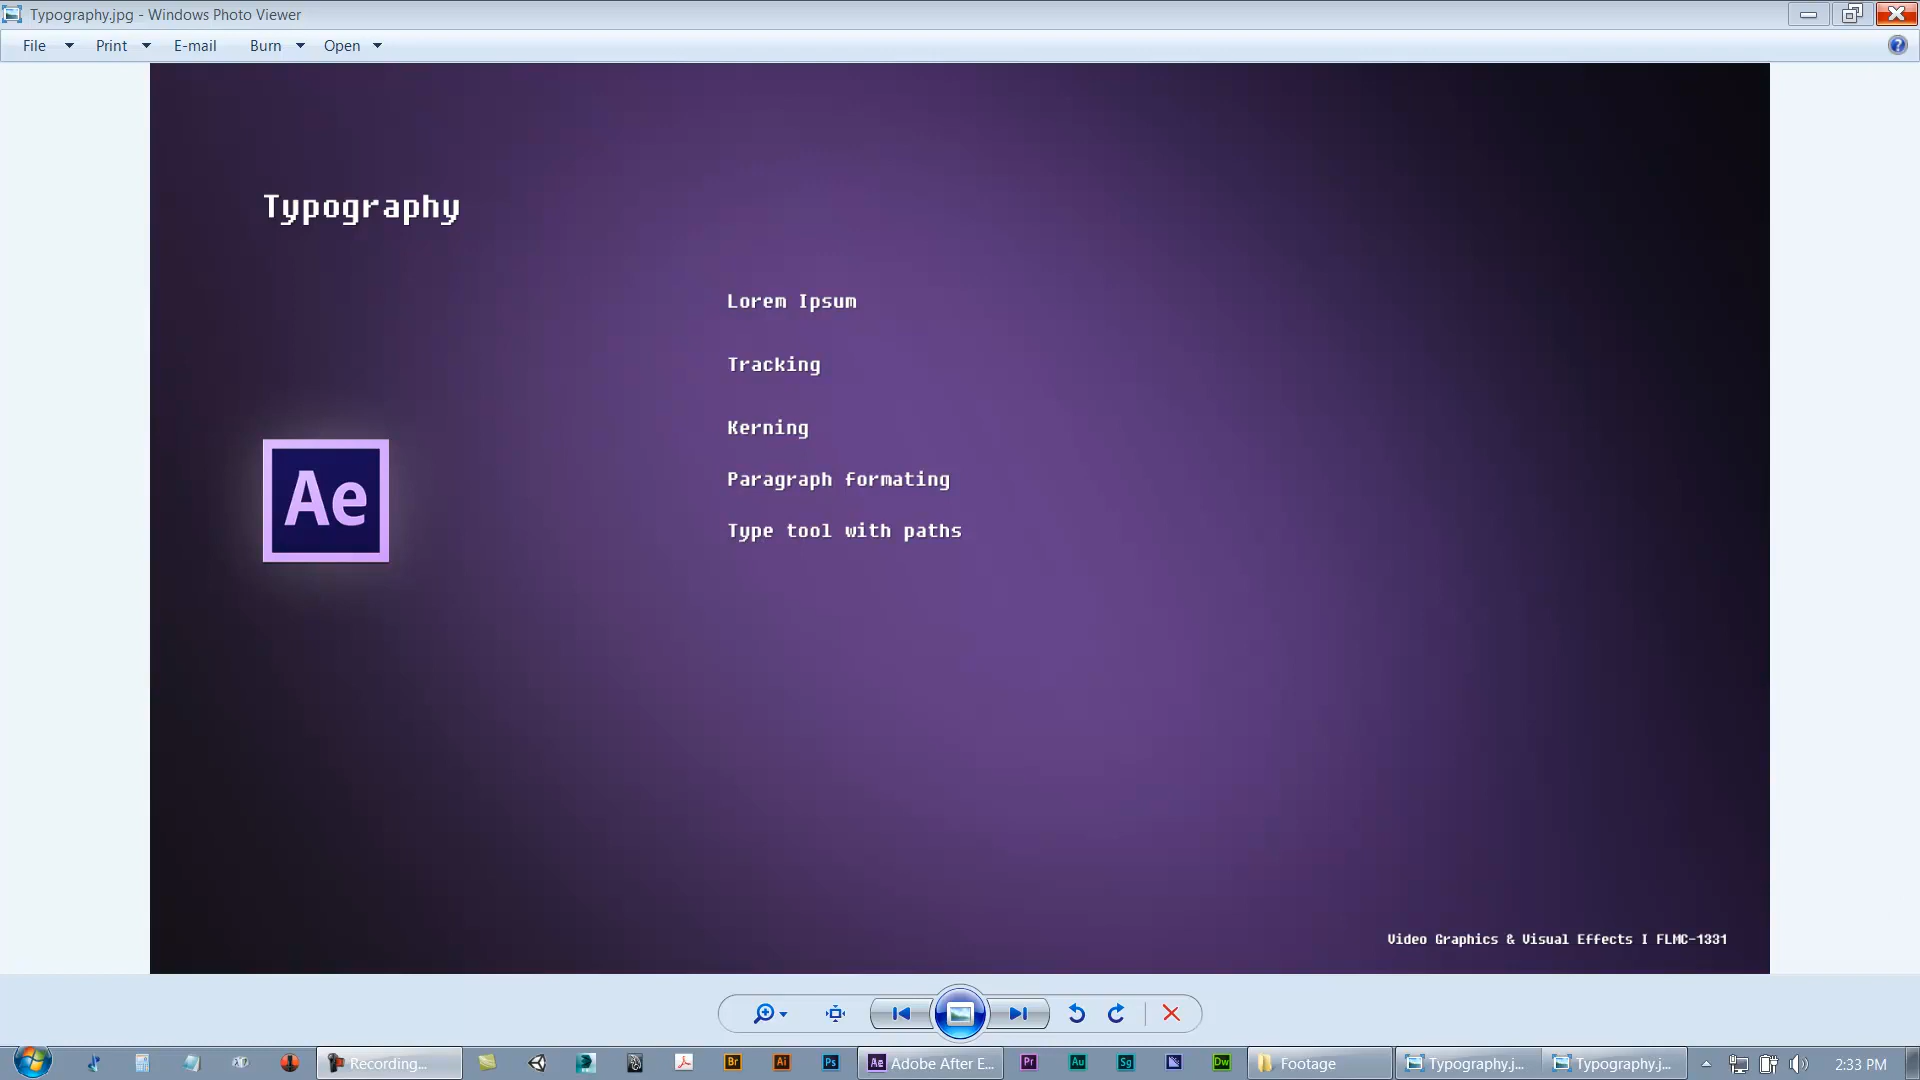 Typography.jpg - Windows Photo Viewer
File Print E-mail Burn Open
Typography
Lorem Ipsum
Tracking
Kerning
Paragraph formating
Type tool with paths
Ae
Video Graphics & Visual Effects I FLMC-1331
Recording...
Br
Ai
Ps
Ae Adobe After E...
Pr
Au
Sg
Dw
Footage
Typography.j...
Typography.j...
2:33 PM